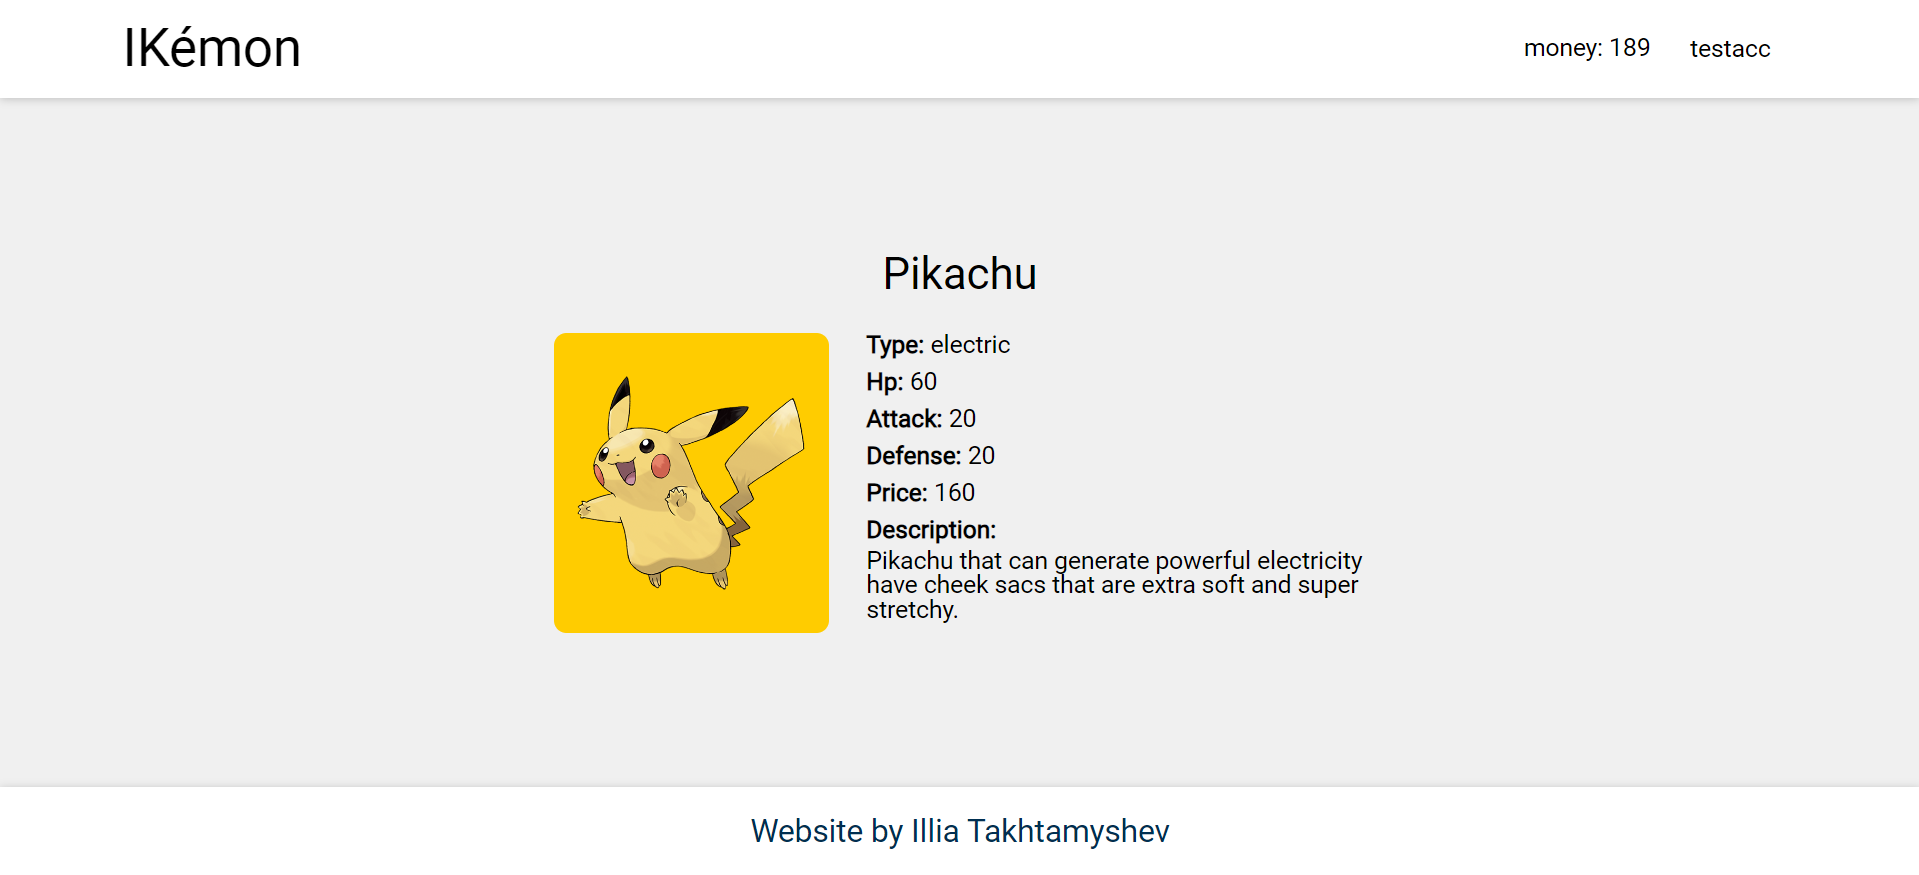 IKémon
money: 189
testacc
Pikachu
Type: electric
Hp: 60
Attack: 20
Defense: 20
Price: 160
Description:
Pikachu that can generate powerful electricity
have cheek sacs that are extra soft and super
stretchy.
Website by Illia Takhtamyshev